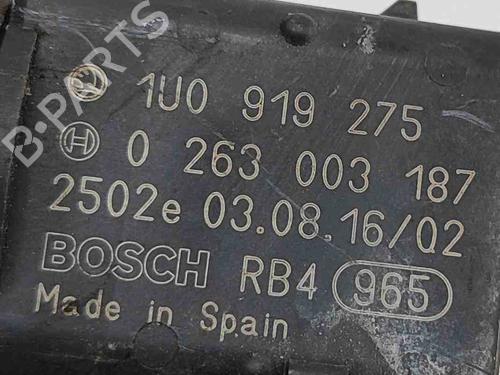 B-PARTS
1U0 919 275
0 263 003 187
2502e 03.08.16/02
BOSCH RB4 965
Made in Spain